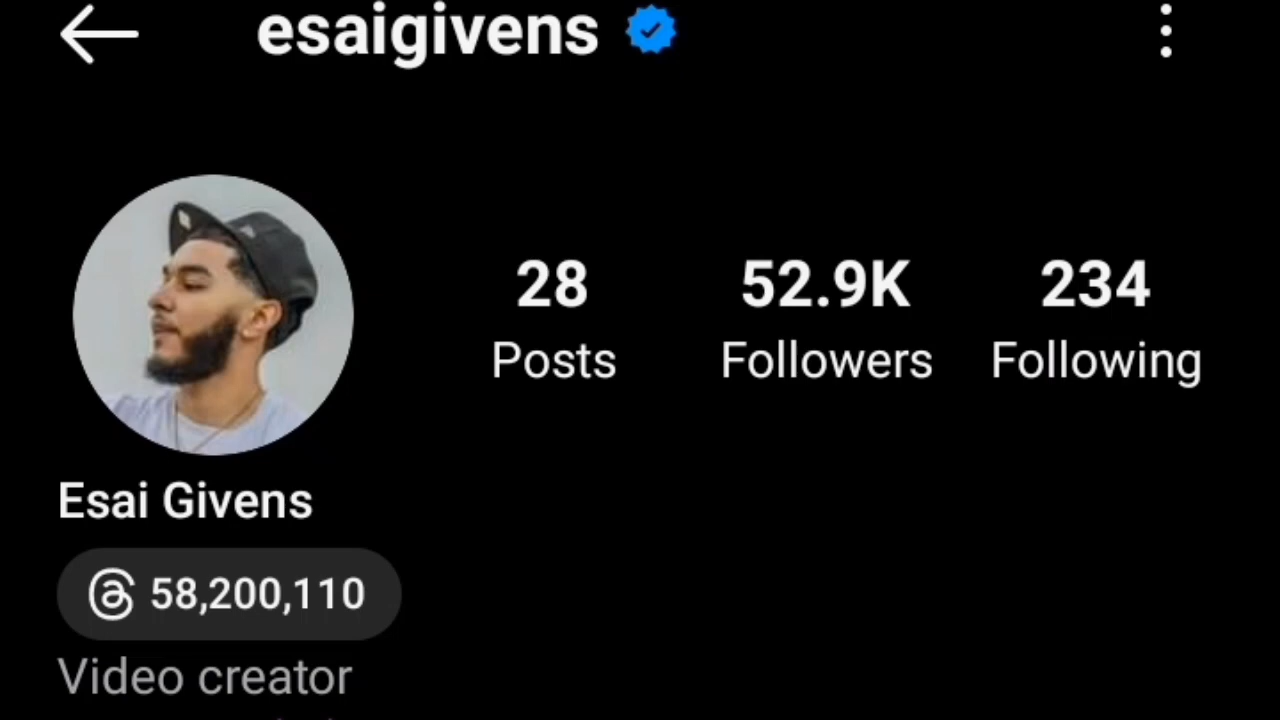 esaigivens
28 52.9K 234
Posts Followers Following
Esai Givens
58,200,110
Video creator